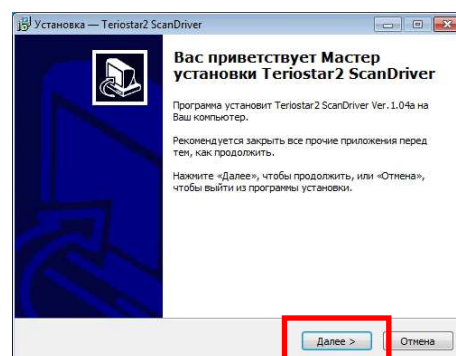 Установка — Teriostar2 ScanDriver
Вас приветствует Мастер
установки Teriostar2 ScanDriver
Программа установит Teriostar2 ScanDriver Ver.1.04a на
Ваш компьютер.
Рекомендуется закрыть все прочие приложения перед
тем, как продолжить.
Нажмите «Далее», чтобы продолжить, или «Отмена»,
чтобы выйти из программы установки.
Далее >
Отмена